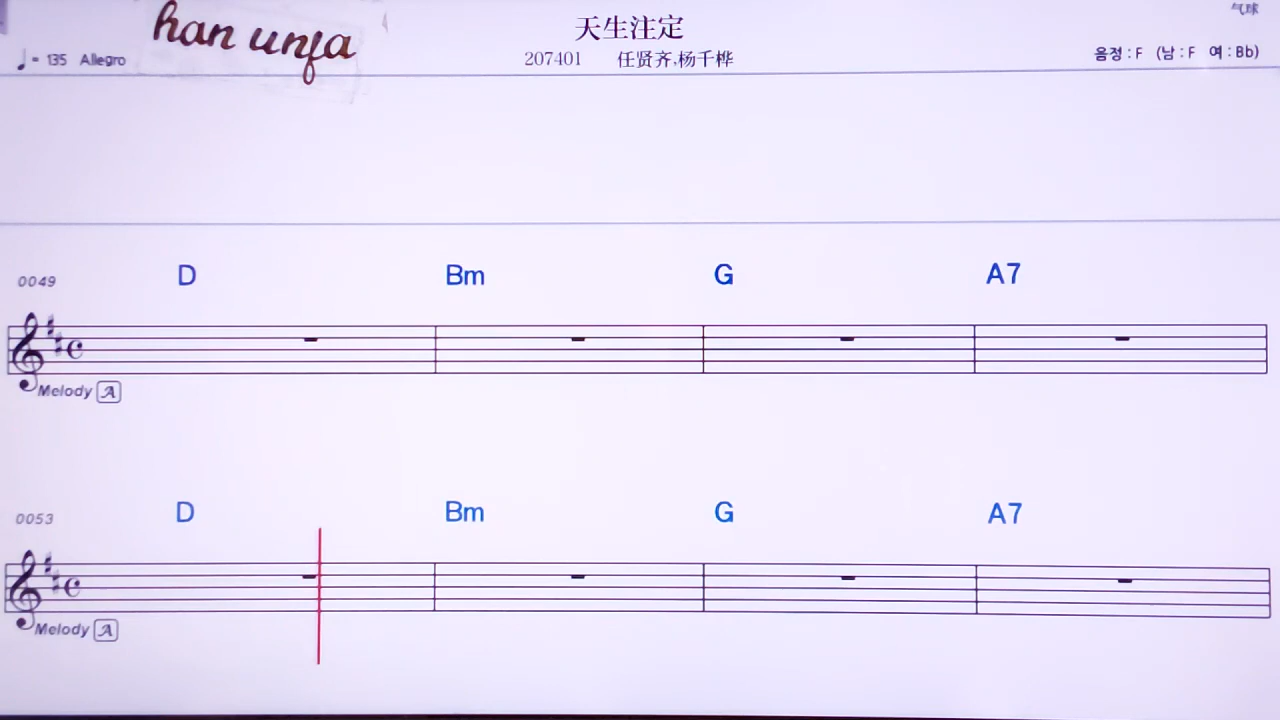 han unfa
天生注定
气球
♩= 135 Allegro
207401 任贤齐,杨千桦
음정 : F (남 : F 여 : Bb)
0049
D Bm G A7
Melody A
0053
D Bm G A7
Melody A